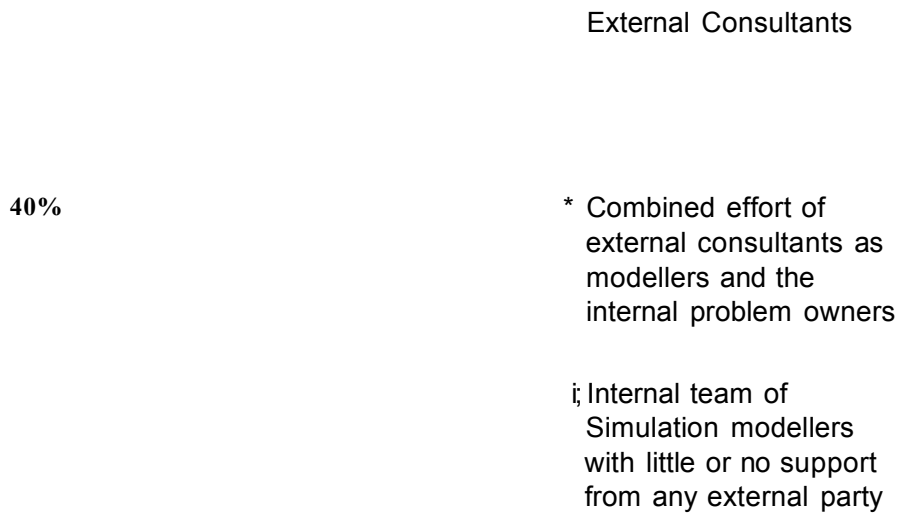 External Consultants
40%
* Combined effort of
external consultants as
modellers and the
internal problem owners
i; Internal team of
Simulation modellers
with little or no support
from any external party